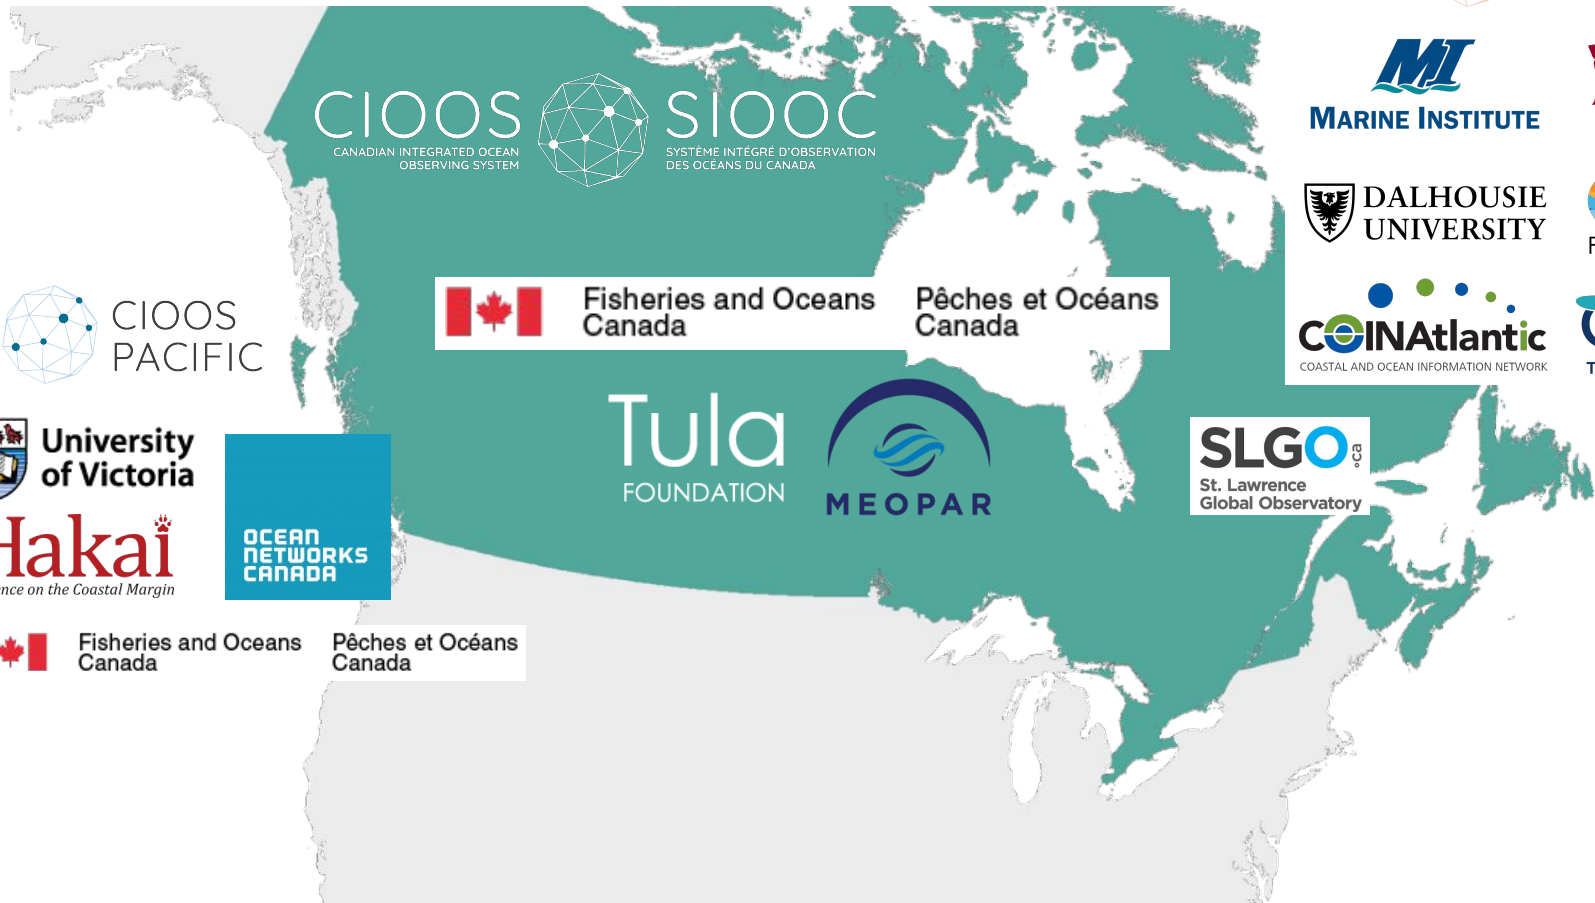 CIOOS
CANADIAN INTEGRATED OCEAN
OBSERVING SYSTEM
SIOOC
SYSTÈME INTÉGRÉ D'OBSERVATION
DES OCÉANS DU CANADA
MI
MARINE INSTITUTE
DALHOUSIE
UNIVERSITY
COINAtlantic
COASTAL AND OCEAN INFORMATION NETWORK
Fisheries and Oceans
Canada
Pêches et Océans
Canada
CIOOS
PACIFIC
Tula
FOUNDATION
MEOPAR
SLGO.ca
St. Lawrence
Global Observatory
University
of Victoria
Hakai
on the Coastal Margin
OCEAN
NETWORKS
CANADA
Fisheries and Oceans
Canada
Pêches et Océans
Canada